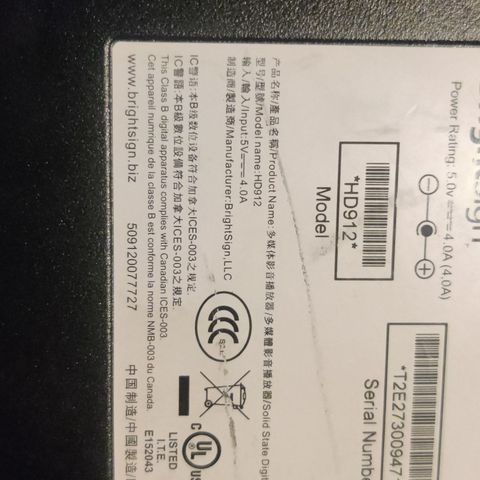 Power Rating: 5.0v⎓4.0A (4.0A)
*HD912*
Model
*T2E27300947
Serial Number
产品名称/產品名稱/Product Name:多媒体影音播放器/多媒體影音播放器/Solid State Digit
型号/型號/Model name:HD912
输入/輸入/Input:5V⎓4.0A
制造商/製造商/Manufacturer:BrightSign,LLC
IC警语:本B级数位设备符合加拿大ICES-003之规定.
IC警語:本B級數位設備符合加拿大ICES-003之規定.
This Class B digital apparatus complies with Canadian ICES-003.
Cet appareil numrique de la classe B est conforme la norme NMB-003 du Canada.
www.brightsign.biz
509120077727
CCC
C UL US
LISTED
I.T.E.
E152043
中国制造/中國製造/